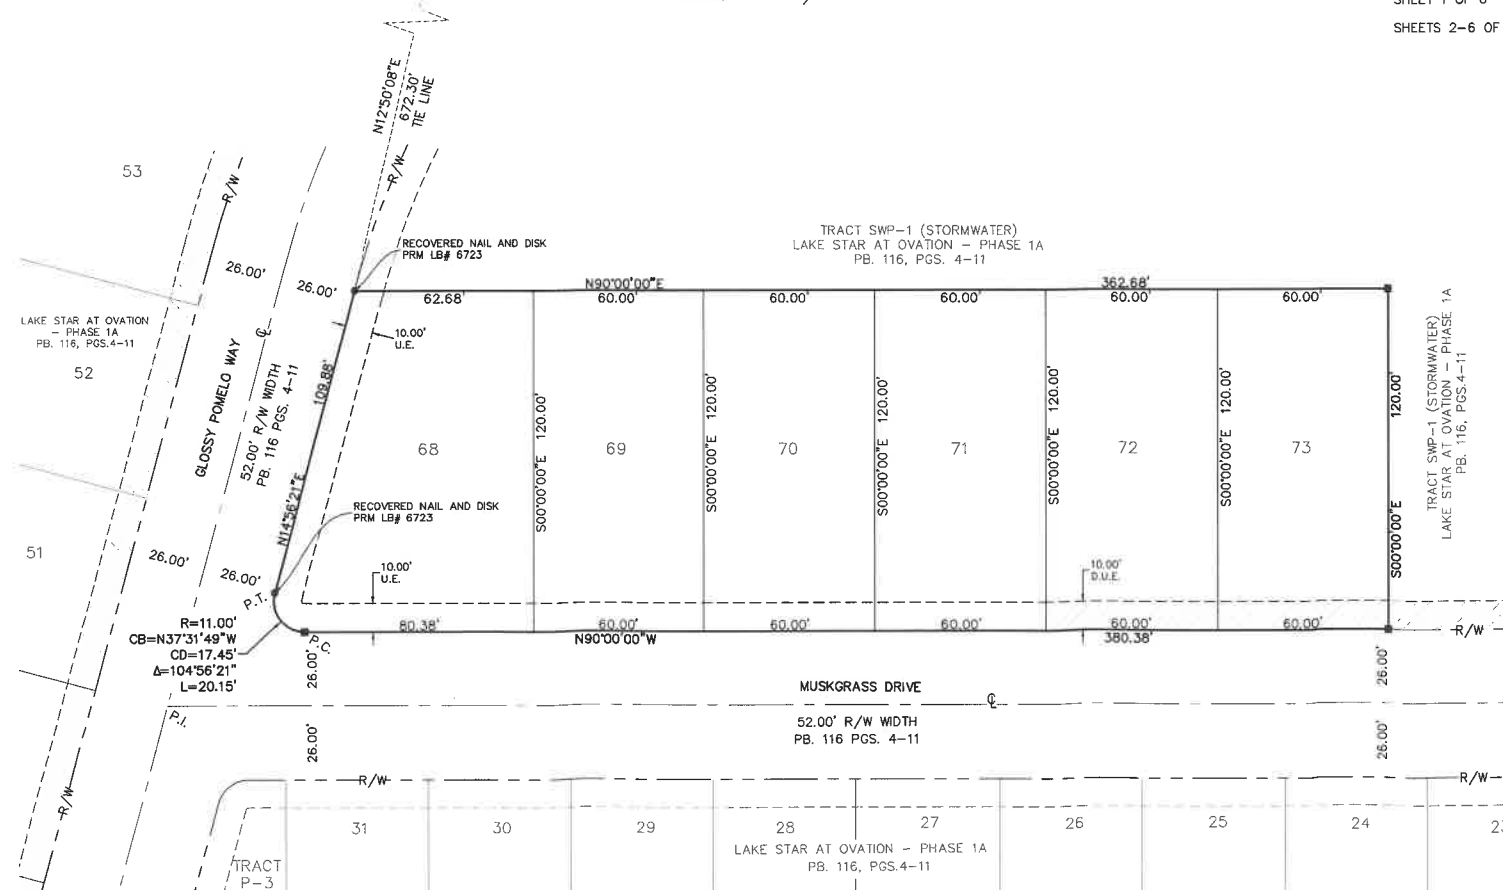 SHEETS 2-6 OF
N12°50'08"E
672.30'
TIE LINE
R/W
R/W
53
RECOVERED NAIL AND DISK
PRM LB# 6723
TRACT SWP-1 (STORMWATER)
LAKE STAR AT OVATION - PHASE 1A
PB. 116, PGS. 4-11
26.00'
26.00'
N90°00'00"E
362.68'
62.68'
60.00'
60.00'
60.00'
60.00'
60.00'
LAKE STAR AT OVATION
- PHASE 1A
PB. 116, PGS.4-11
52
10.00'
U.E.
GLOSSY POMELO WAY
℄
52.00' R/W WIDTH
PB. 116 PGS. 4-11
109.88'
N14°56'21"E
68
69
70
71
72
73
S00°00'00"E 120.00'
S00°00'00"E 120.00'
S00°00'00"E 120.00'
S00°00'00"E 120.00'
S00°00'00"E 120.00'
S00°00'00"E
120.00'
TRACT SWP-1 (STORMWATER)
LAKE STAR AT OVATION - PHASE 1A
PB. 116, PGS.4-11
RECOVERED NAIL AND DISK
PRM LB# 6723
51
26.00'
26.00'
P.T.
10.00'
U.E.
10.00'
D.U.E.
R=11.00'
CB=N37°31'49"W
CD=17.45'
Δ=104°56'21"
L=20.15'
P.C.
80.38'
60.00'
60.00'
60.00'
60.00'
60.00'
N90°00'00"W
380.38'
R/W
26.00'
26.00'
MUSKGRASS DRIVE
℄
P.I.
52.00' R/W WIDTH
PB. 116 PGS. 4-11
26.00'
26.00'
R/W
R/W
R/W
31
30
29
28
27
26
25
24
LAKE STAR AT OVATION - PHASE 1A
PB. 116, PGS.4-11
TRACT
P-3